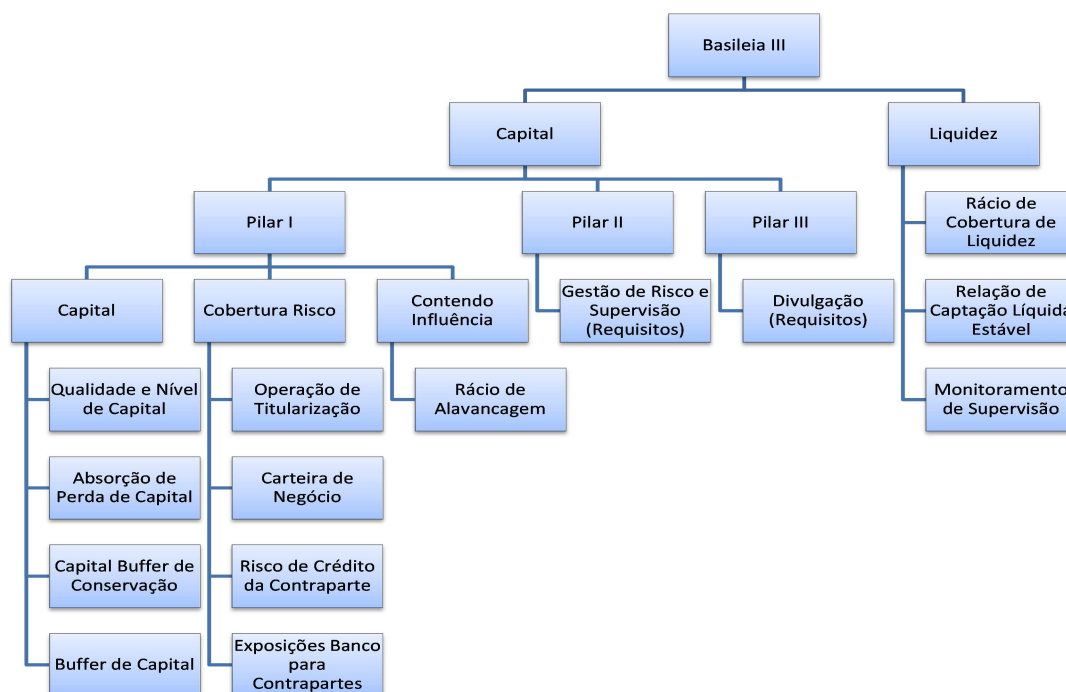 Basileia III
Capital
Liquidez
Pilar I
Pilar II
Pilar III
Rácio de
Cobertura de
Liquidez
Capital
Cobertura Risco
Contendo
Influência
Gestão de Risco e
Supervisão
(Requisitos)
Divulgação
(Requisitos)
Relação de
Captação Líquida
Estável
Qualidade e Nível
de Capital
Operação de
Titularização
Rácio de
Alavancagem
Monitoramento
de Supervisão
Absorção de
Perda de Capital
Carteira de
Negócio
Capital Buffer de
Conservação
Risco de Crédito
da Contraparte
Buffer de Capital
Exposições Banco
para
Contrapartes